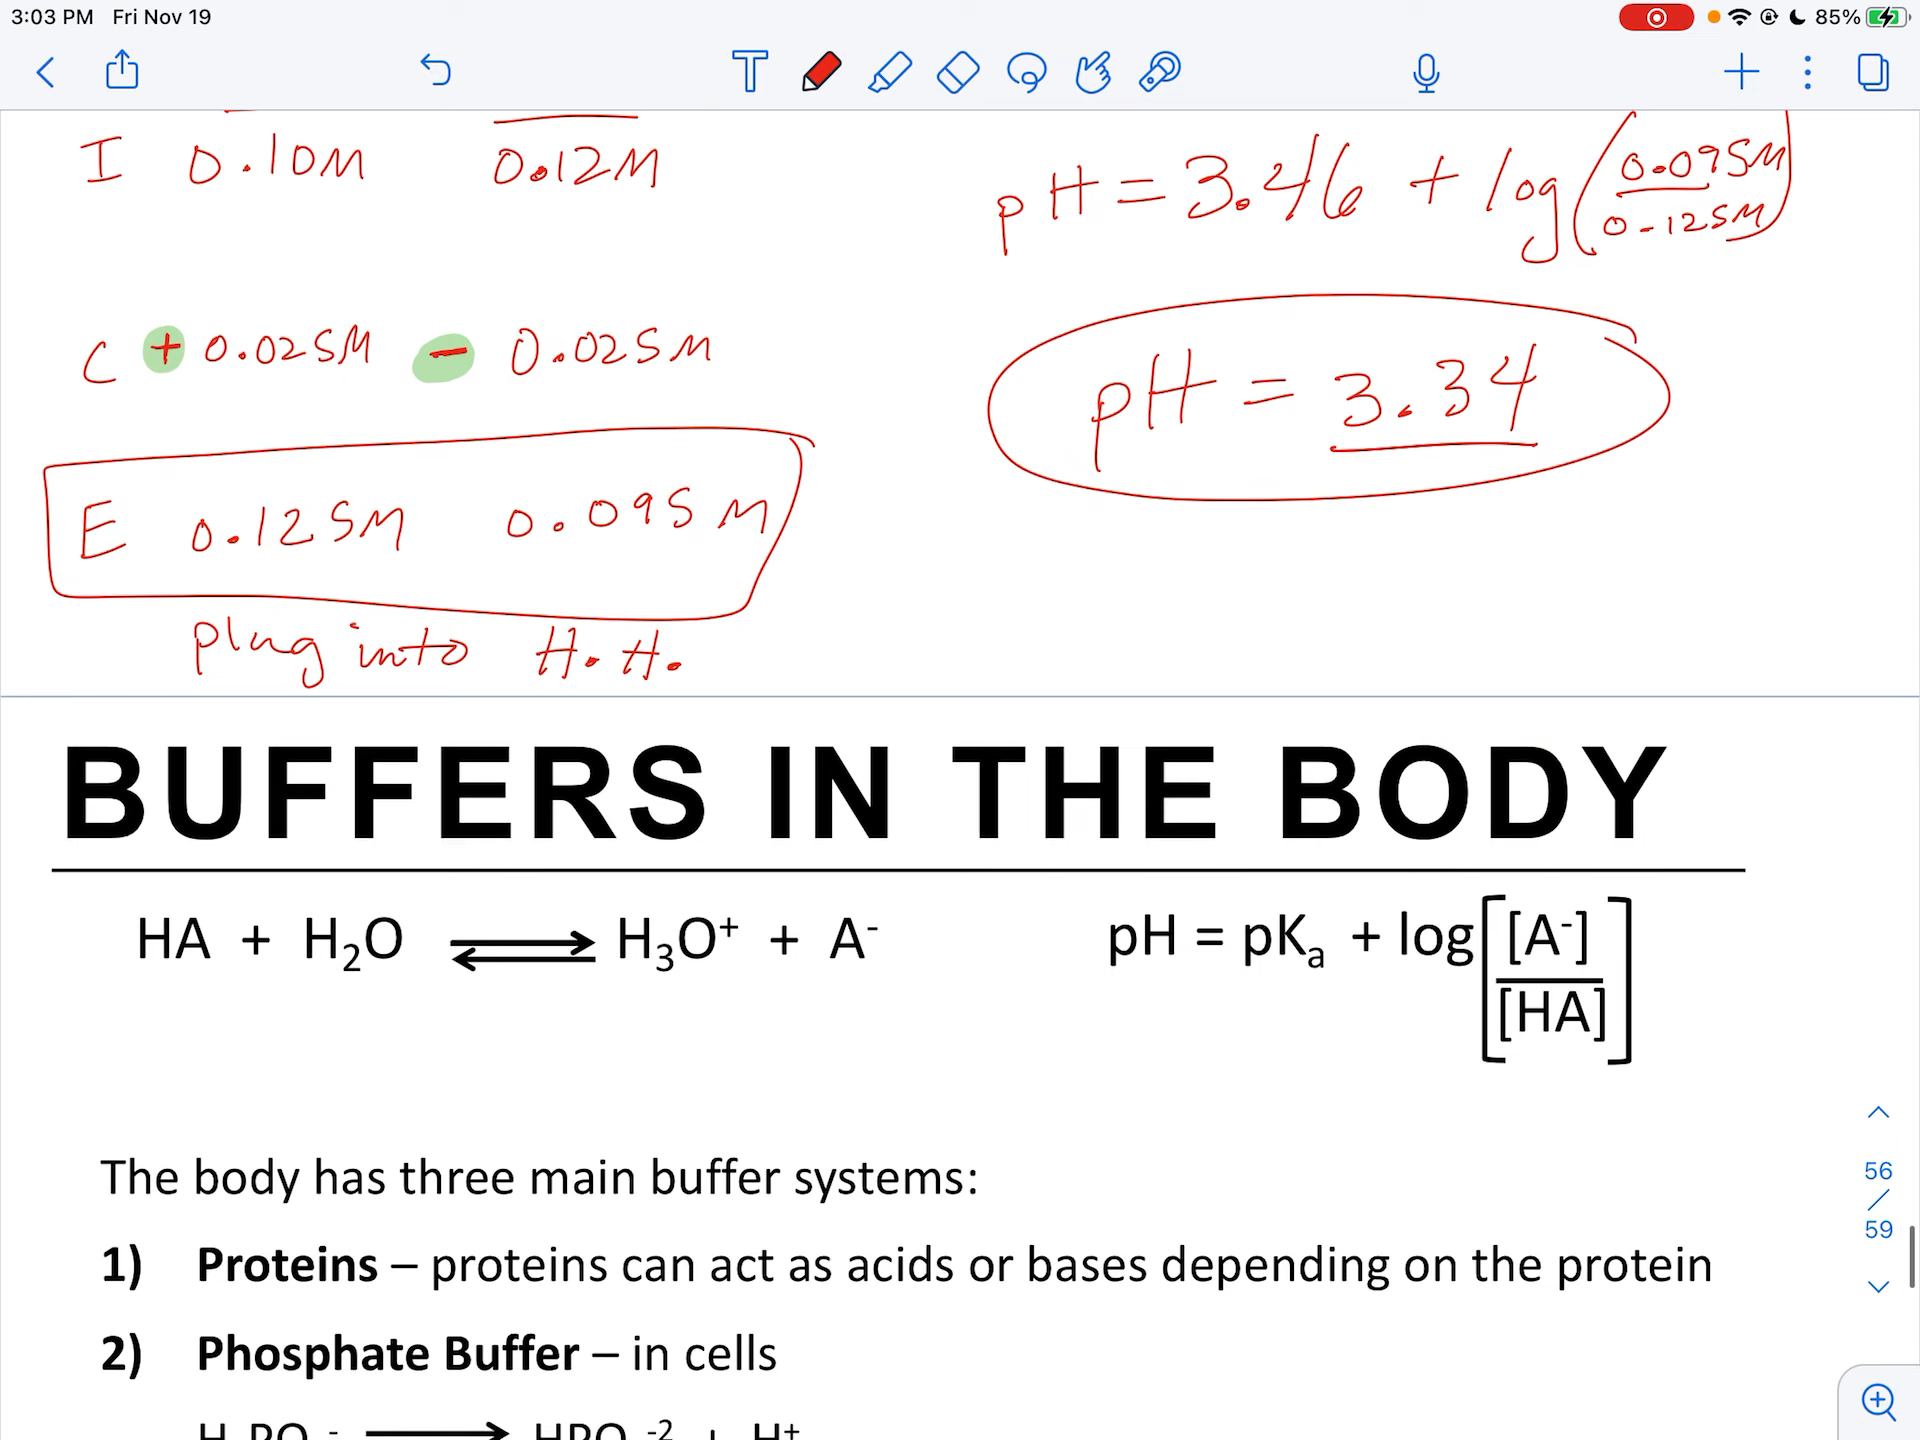 3:03 PM Fri Nov 19 85%
I 0.10M 0.12M
pH = 3.46 + log(0.095M / 0.125M)
C + 0.025M - 0.025M
pH = 3.34
E 0.125M 0.095M
plug into H.H.
BUFFERS IN THE BODY
HA + H₂O ⇌ H₃O⁺ + A⁻
pH = pKₐ + log[[A⁻] / [HA]]
The body has three main buffer systems:
1) Proteins – proteins can act as acids or bases depending on the protein
2) Phosphate Buffer – in cells
56
/
59